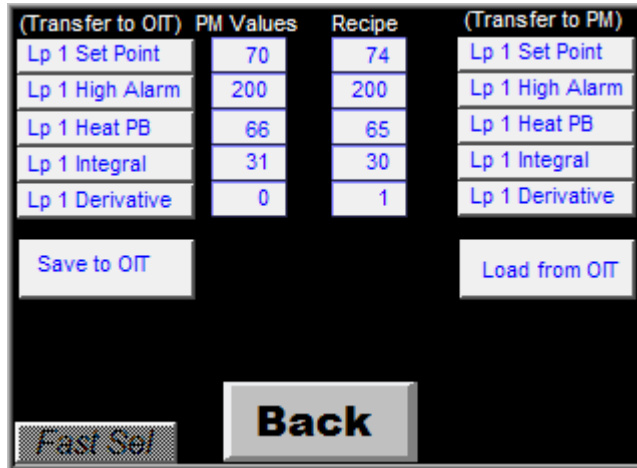 (Transfer to OIT) PM Values Recipe (Transfer to PM)
Lp 1 Set Point 70 74 Lp 1 Set Point
Lp 1 High Alarm 200 200 Lp 1 High Alarm
Lp 1 Heat PB 66 65 Lp 1 Heat PB
Lp 1 Integral 31 30 Lp 1 Integral
Lp 1 Derivative 0 1 Lp 1 Derivative
Save to OIT Load from OIT
Back
Fast Sel